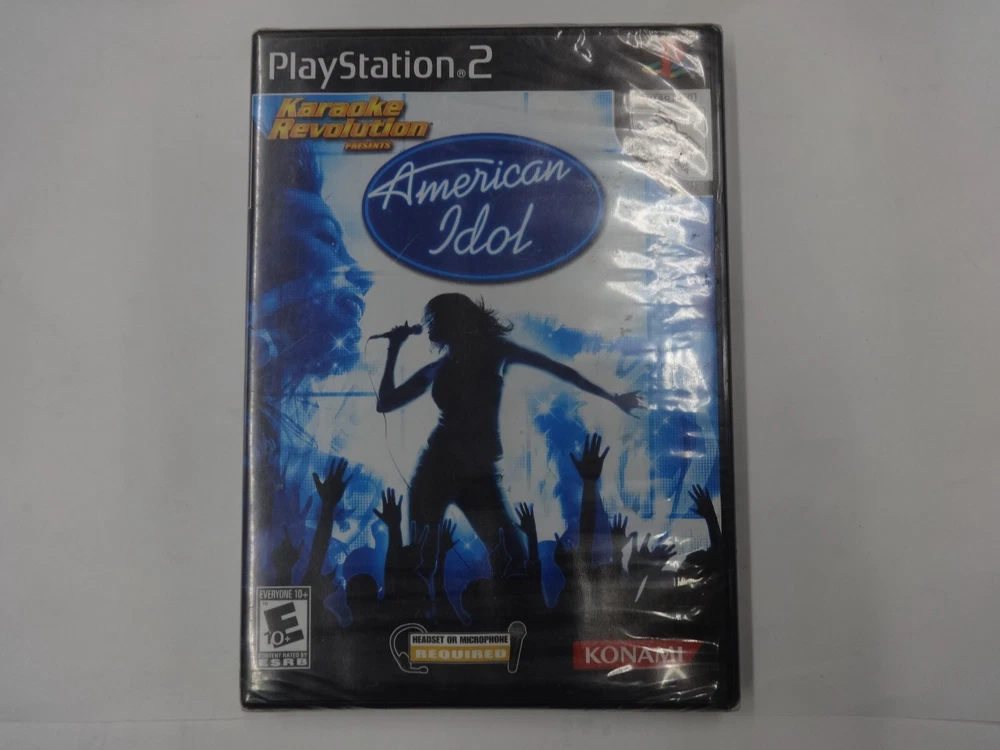 PlayStation®2
Karaoke
Revolution
PRESENTS
American
Idol
EVERYONE 10+
E
10+
CONTENT RATED BY
ESRB
HEADSET OR MICROPHONE
REQUIRED
KONAMI